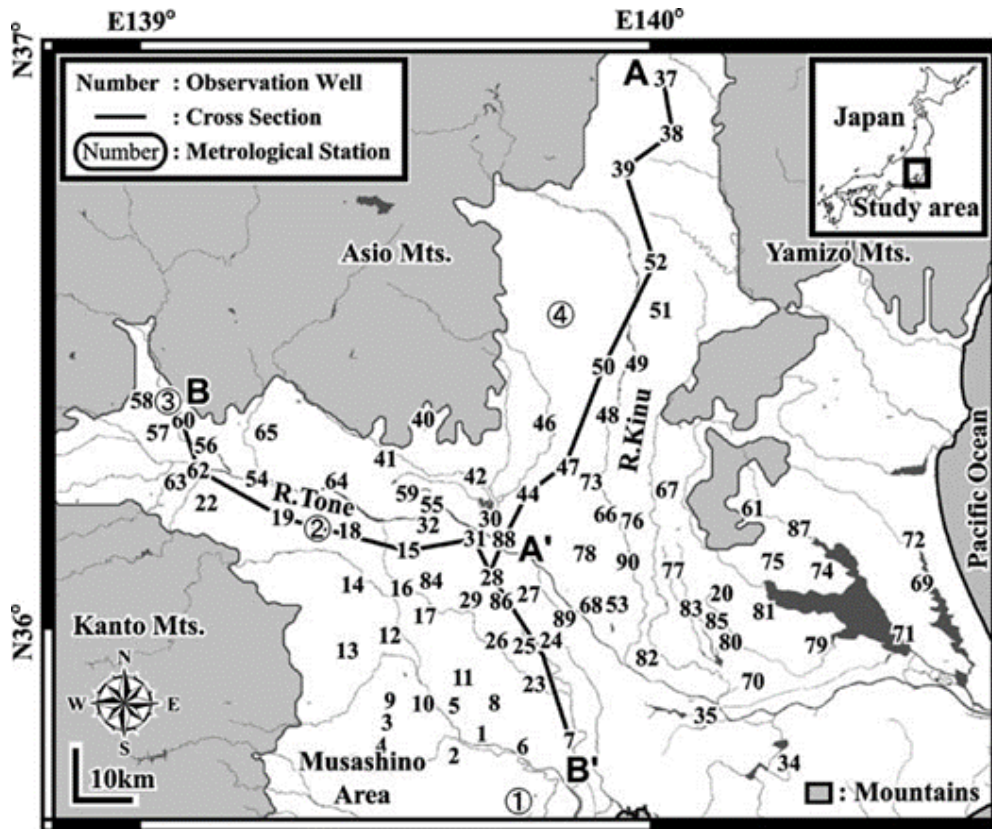 E139° E140°
N37°
Number : Observation Well
: Cross Section
Number : Metrological Station
A 37
38
39
Japan
Study area
Asio Mts.
Yamizo Mts.
52
④ 51
50 49
58 ③ B
60 40 46 48
57 56 65
R.Kinu
41 47
62 54 64 42 73 67
63 44
22 R.Tone 59 55 30 66 76 61
19 ② 18 32 31 88 87 72
15 A' 78 90 75 74
14 16 84 28 77 69
29 86 27 68 53 83 20 81
17 89 85
N36°
Kanto Mts.
13 12 26 25 24 82 80 79 71
11 23 70
N
W E
S
9 10 5 8 35
3
4 1 7
2 6 34
10km
Musashino
Area
B'
①
Pacific Ocean
: Mountains